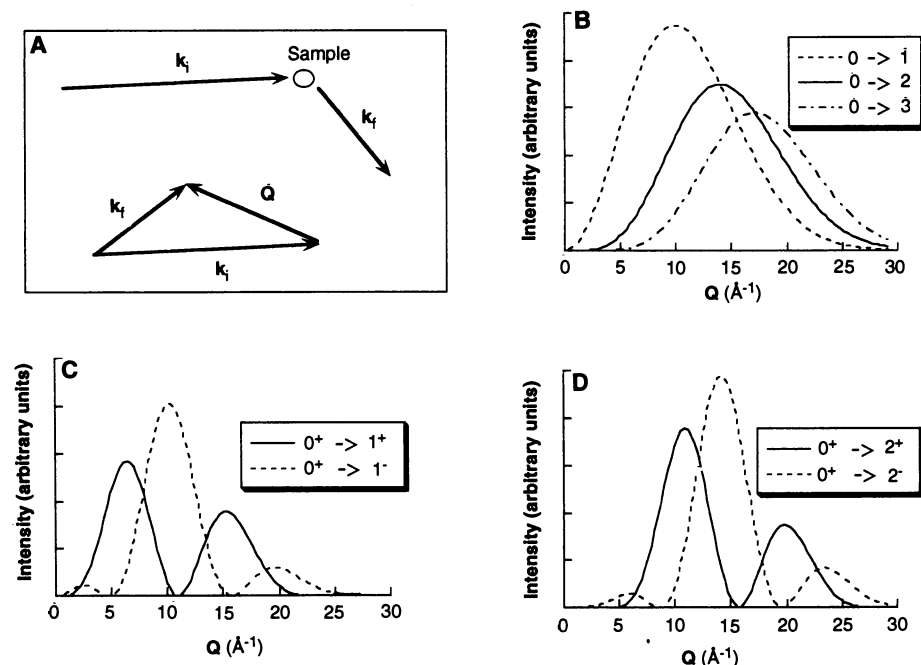 A
Sample
k_i
k_f
k_f
Q
k_i
B
Intensity (arbitrary units)
0 -> 1
0 -> 2
0 -> 3
0 5 10 15 20 25 30
Q (Å⁻¹)
C
Intensity (arbitrary units)
0⁺ -> 1⁺
0⁺ -> 1⁻
0 5 10 15 20 25 30
Q (Å⁻¹)
D
Intensity (arbitrary units)
0⁺ -> 2⁺
0⁺ -> 2⁻
0 5 10 15 20 25 30
Q (Å⁻¹)